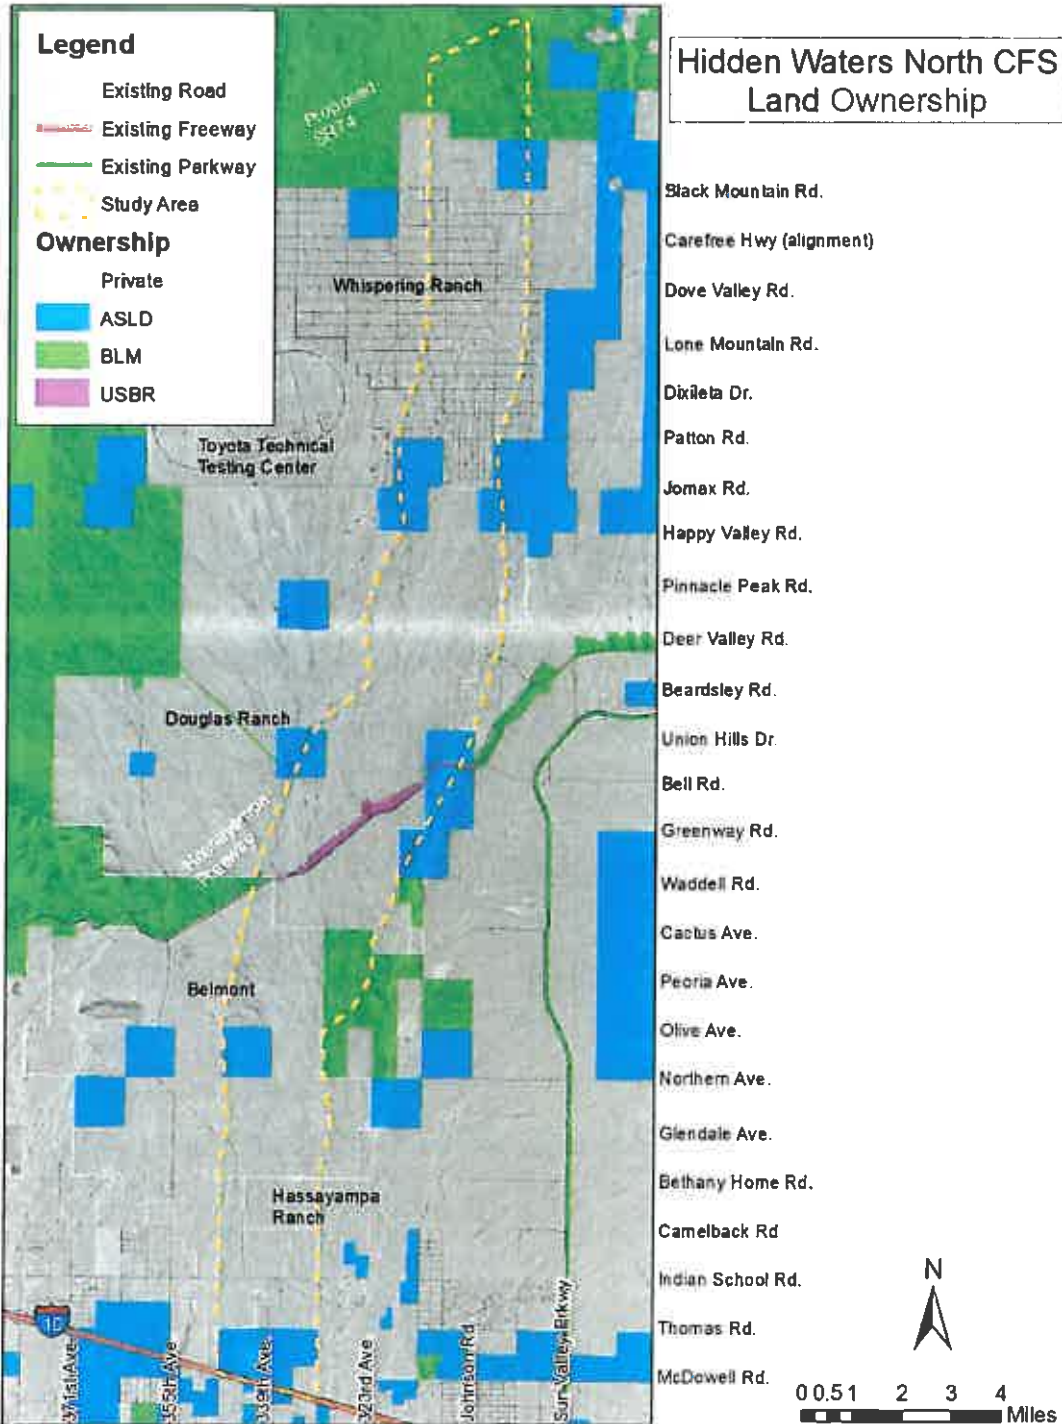 Hidden Waters North CFS
Land Ownership
Legend
Existing Road
Existing Freeway
Existing Parkway
Study Area
Ownership
Private
ASLD
BLM
USBR
Proposed
SR74
Whispering Ranch
Toyota Technical
Testing Center
Douglas Ranch
Belmont
Hassayampa
Ranch
Black Mountain Rd.
Carefree Hwy (alignment)
Dove Valley Rd.
Lone Mountain Rd.
Dixileta Dr.
Patton Rd.
Jomax Rd.
Happy Valley Rd.
Pinnacle Peak Rd.
Deer Valley Rd.
Beardsley Rd.
Union Hills Dr
Bell Rd.
Greenway Rd.
Waddell Rd.
Cactus Ave.
Peoria Ave.
Olive Ave.
Northern Ave.
Glendale Ave.
Bethany Home Rd.
Camelback Rd
Indian School Rd.
Thomas Rd.
McDowell Rd.
10
371st Ave
355th Ave
339th Ave
323rd Ave
Johnson Rd
Sun Valley Prkwy
N
0 0.5 1 2 3 4
Miles